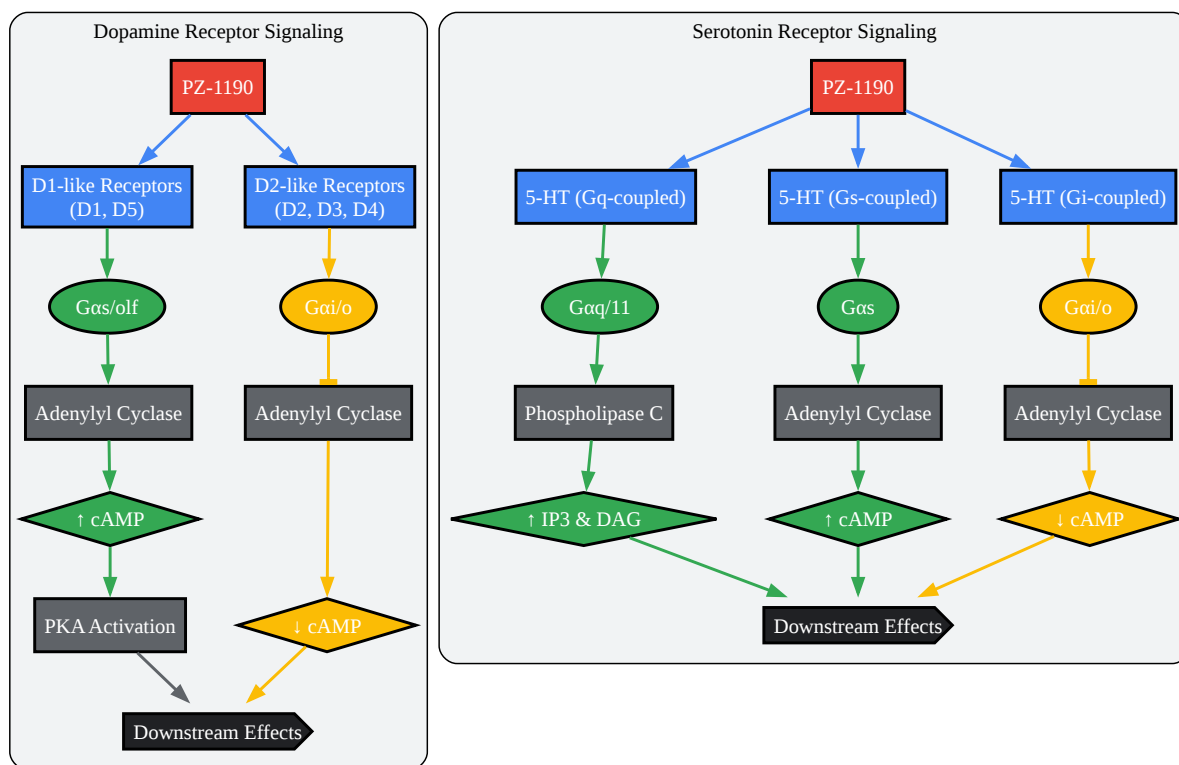 Dopamine Receptor Signaling
PZ-1190
D1-like Receptors
(D1, D5)
D2-like Receptors
(D2, D3, D4)
Gαs/olf
Gαi/o
Adenylyl Cyclase
Adenylyl Cyclase
↑ cAMP
PKA Activation
↓ cAMP
Downstream Effects
Serotonin Receptor Signaling
PZ-1190
5-HT (Gq-coupled)
5-HT (Gs-coupled)
5-HT (Gi-coupled)
Gαq/11
Gαs
Gαi/o
Phospholipase C
Adenylyl Cyclase
Adenylyl Cyclase
↑ IP3 & DAG
↑ cAMP
↓ cAMP
Downstream Effects